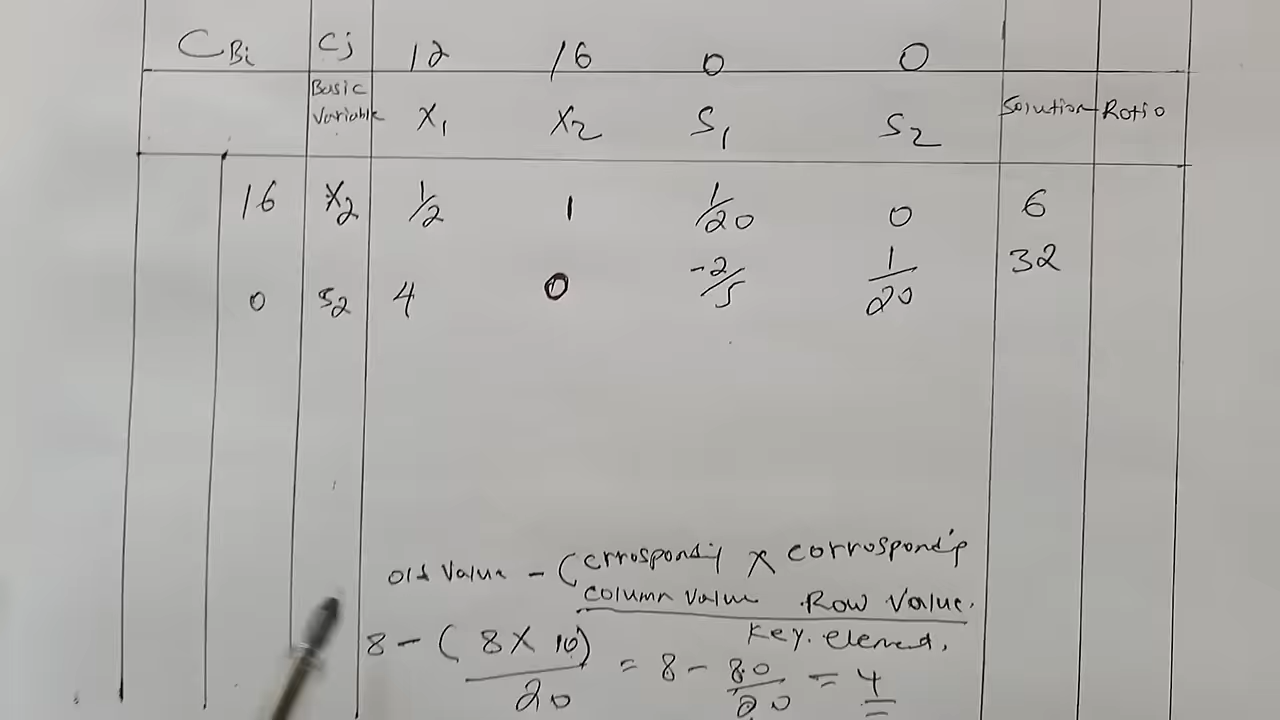 CBi Cj 12 16 0 0
Basic Variable X1 X2 S1 S2 Solution Ratio
16 X2 1/2 1 1/20 0 6
0 S2 4 0 -2/5 1/20 32
Old Value - (Crrospondig X corrospondig
column value Row value.
Key.element,
8 - (8 X 10) = 8 - 80 = 4
20 20